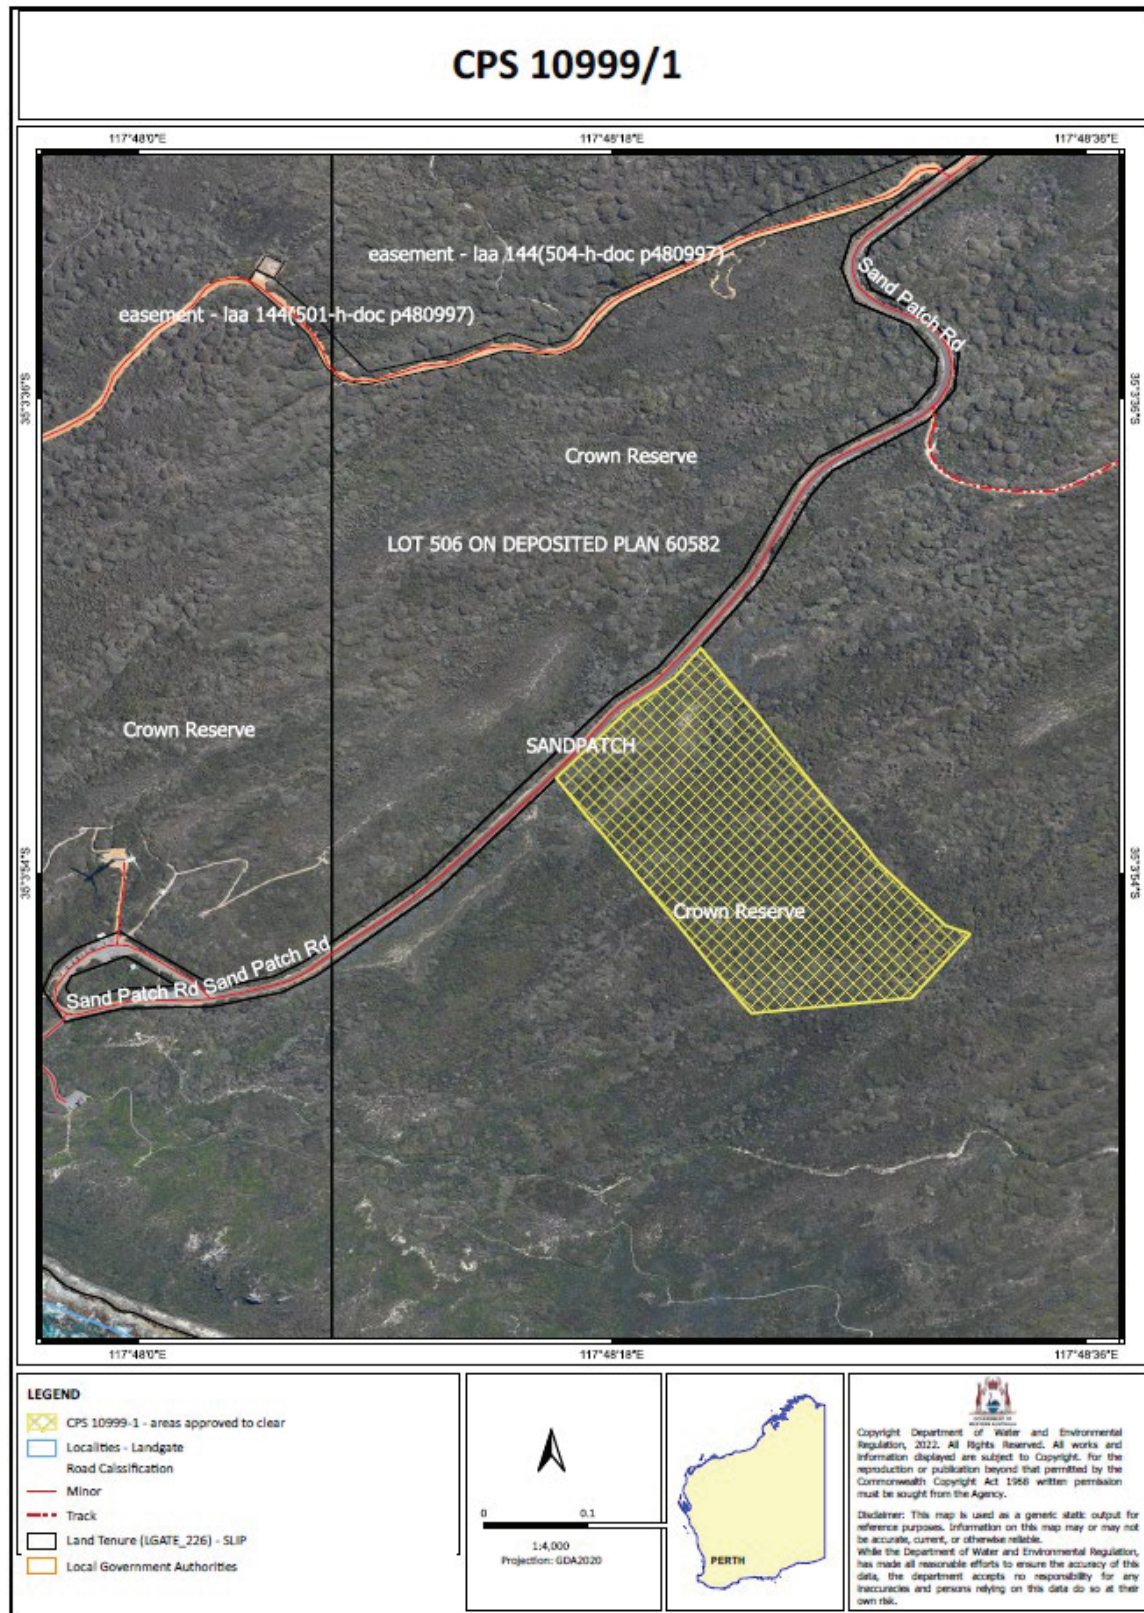 CPS 10999/1
117°48'0"E
117°48'18"E
117°48'36"E
easement - laa 144(504-h-doc p480997)
Sand Patch Rd
easement - laa 144(501-h-doc p480997)
35°3'36"S
35°3'36"S
Crown Reserve
LOT 506 ON DEPOSITED PLAN 60582
Crown Reserve
SANDPATCH
35°3'54"S
35°3'54"S
Crown Reserve
Sand Patch Rd
Sand Patch Rd
117°48'0"E
117°48'18"E
117°48'36"E
LEGEND
CPS 10999-1 - areas approved to clear
Localities - Landgate
Road Calssification
Minor
Track
Land Tenure (LGATE_226) - SLIP
Local Government Authorities
0
0.1
1:4,000
Projection: GDA2020
PERTH
GOVERNMENT OF
WESTERN AUSTRALIA
Copyright Department of Water and Environmental
Regulation, 2022. All Rights Reserved. All works and
information displayed are subject to Copyright. For the
reproduction or publication beyond that permitted by the
Commonwealth Copyright Act 1968 written permission
must be sought from the Agency.
Disclaimer: This map is used as a generic static output for
reference purposes. Information on this map may or may not
be accurate, current, or otherwise reliable.
While the Department of Water and Environmental Regulation,
has made all reasonable efforts to ensure the accuracy of this
data, the department accepts no responsibility for any
inaccuracies and persons relying on this data do so at their
own risk.